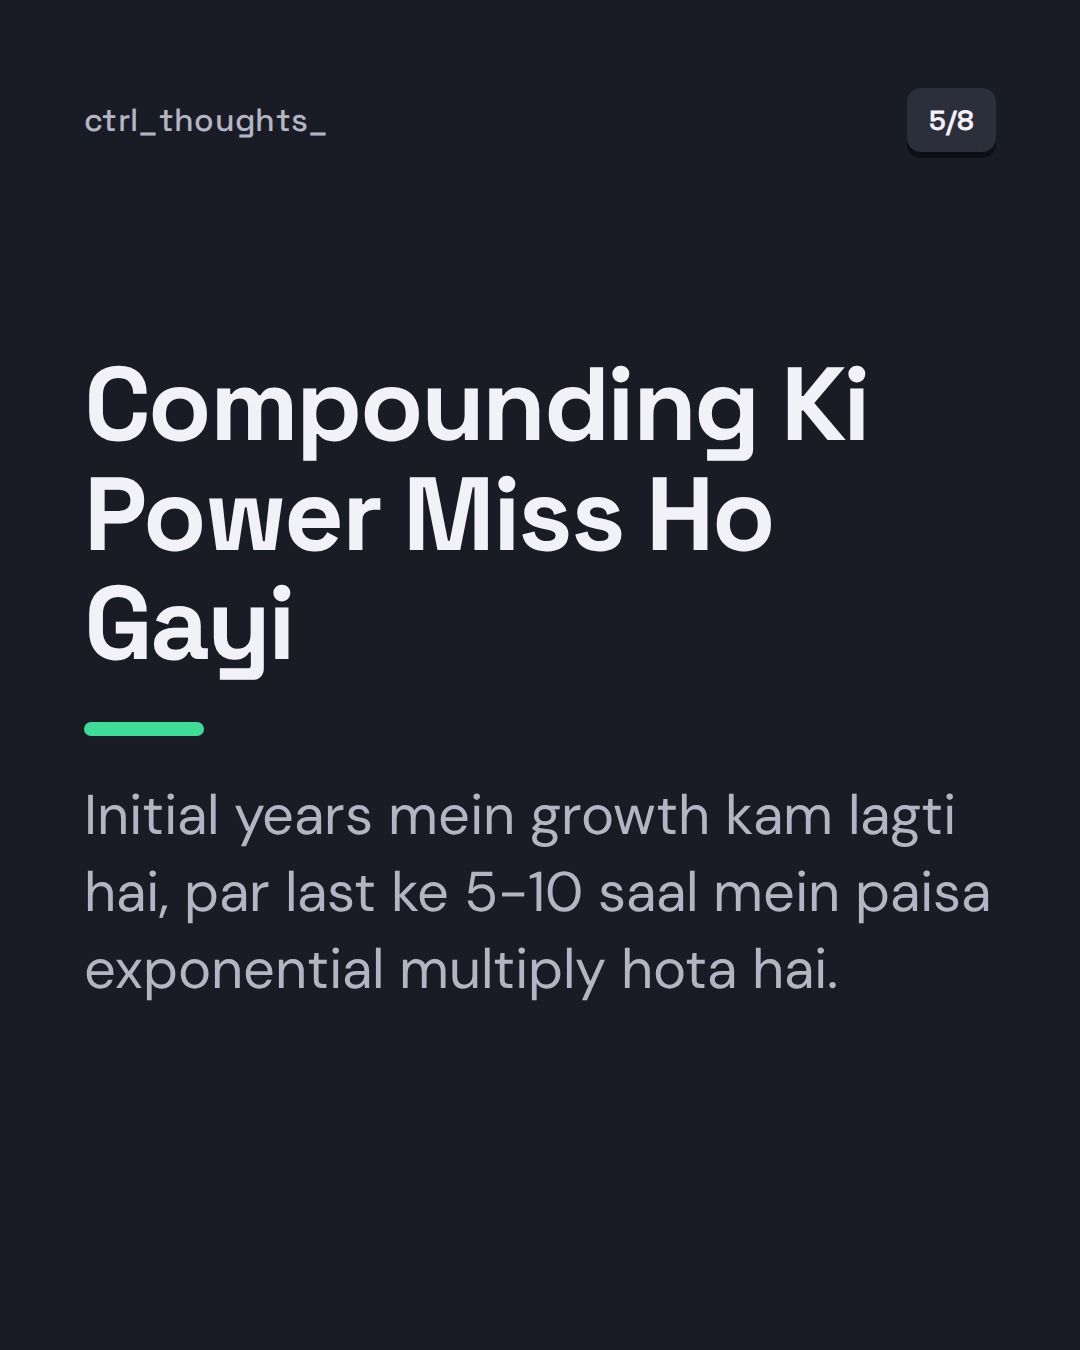 ctrl_thoughts_
5/8
Compounding Ki
Power Miss Ho
Gayi
Initial years mein growth kam lagti
hai, par last ke 5–10 saal mein paisa
exponential multiply hota hai.